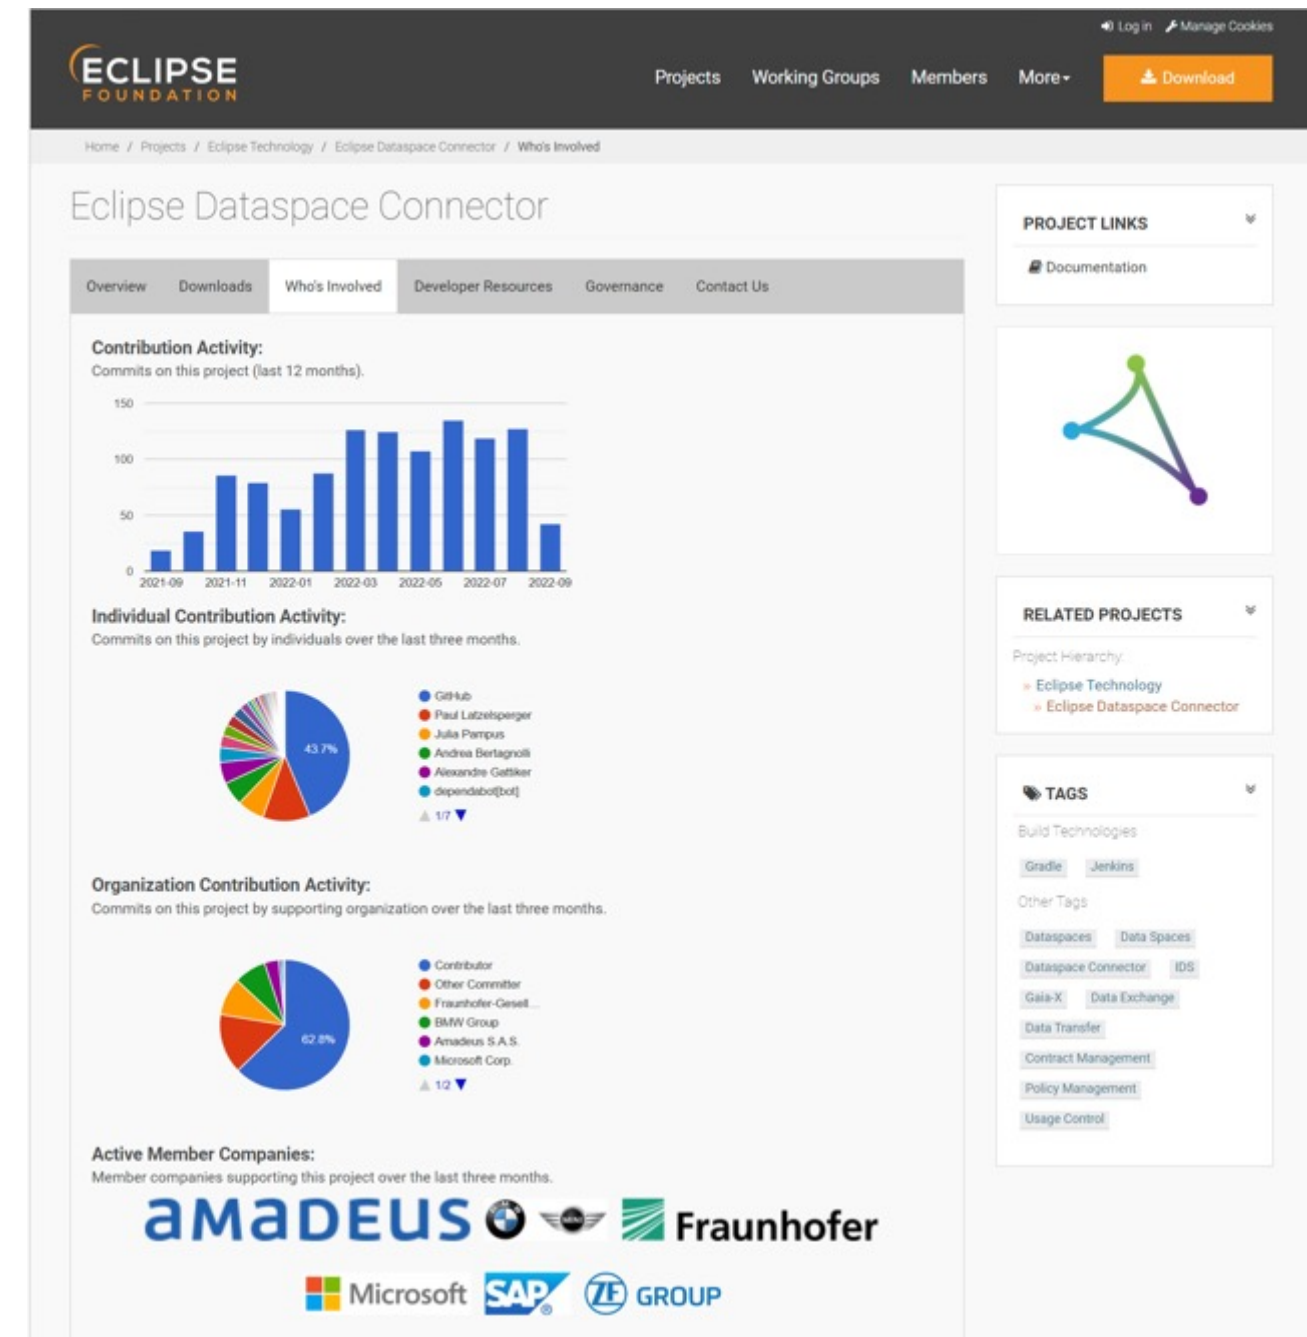 Log in Manage Cookies
ECLIPSE
FOUNDATION
Projects Working Groups Members More Download
Home / Projects / Eclipse Technology / Eclipse Dataspace Connector / Who's Involved
Eclipse Dataspace Connector
Overview Downloads Who's Involved Developer Resources Governance Contact Us
Contribution Activity:
Commits on this project (last 12 months).
150
100
50
0
2021-09 2021-11 2022-01 2022-03 2022-05 2022-07 2022-09
Individual Contribution Activity:
Commits on this project by individuals over the last three months.
43.7%
GitHub
Paul Latzelsperger
Julia Pampus
Andrea Bertagnolli
Alexandre Gattiker
dependabot[bot]
1/7
Organization Contribution Activity:
Commits on this project by supporting organization over the last three months.
62.8%
Contributor
Other Committer
Fraunhofer-Gesell...
BMW Group
Amadeus S.A.S.
Microsoft Corp.
1/2
Active Member Companies:
Member companies supporting this project over the last three months.
aMaDEUS BMW MINI Fraunhofer
Microsoft SAP ® ZF GROUP
PROJECT LINKS
Documentation
RELATED PROJECTS
Project Hierarchy:
» Eclipse Technology
» Eclipse Dataspace Connector
TAGS
Build Technologies
Gradle Jenkins
Other Tags
Dataspaces Data Spaces
Dataspace Connector IDS
Gaia-X Data Exchange
Data Transfer
Contract Management
Policy Management
Usage Control